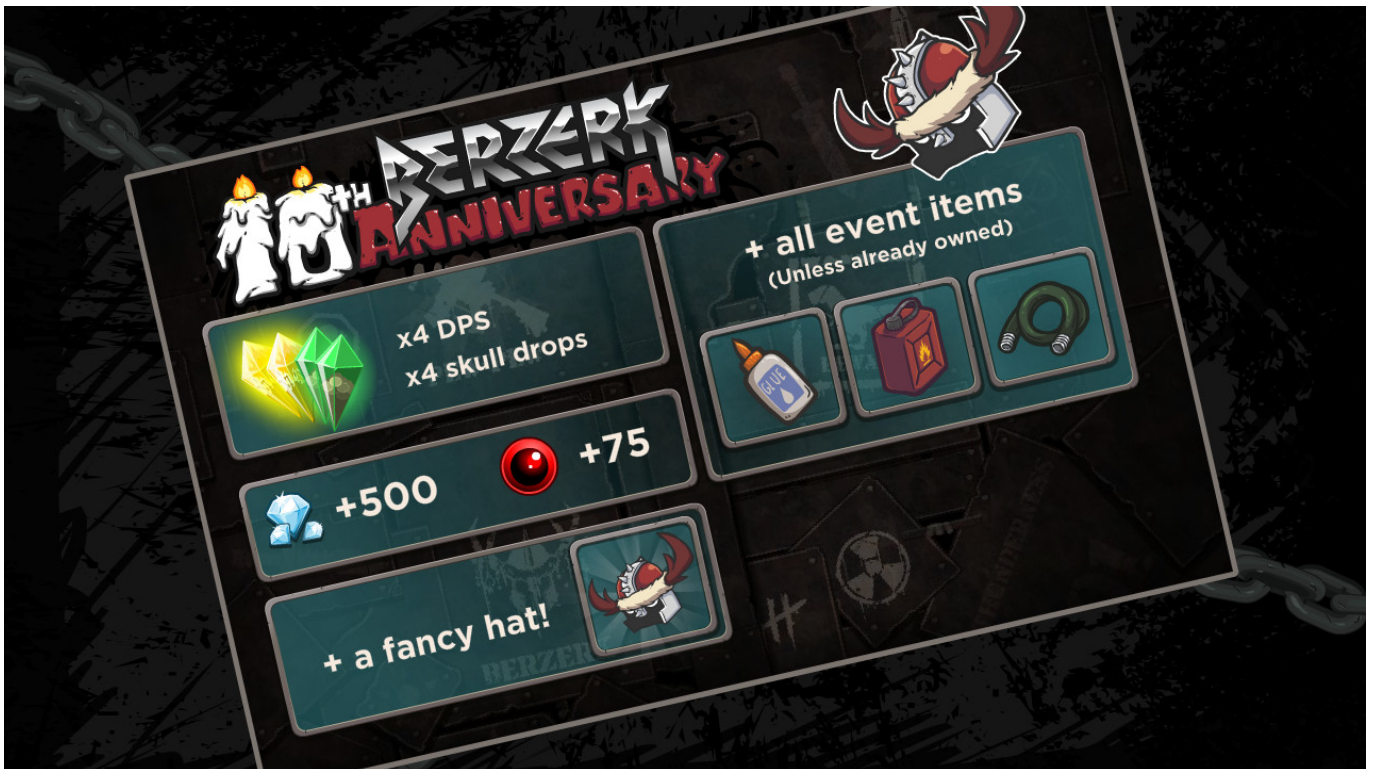 10TH BERZERK
ANNIVERSARY
x4 DPS
x4 skull drops
+500
+75
+ a fancy hat!
+ all event items
(Unless already owned)
GLUE
BERZER